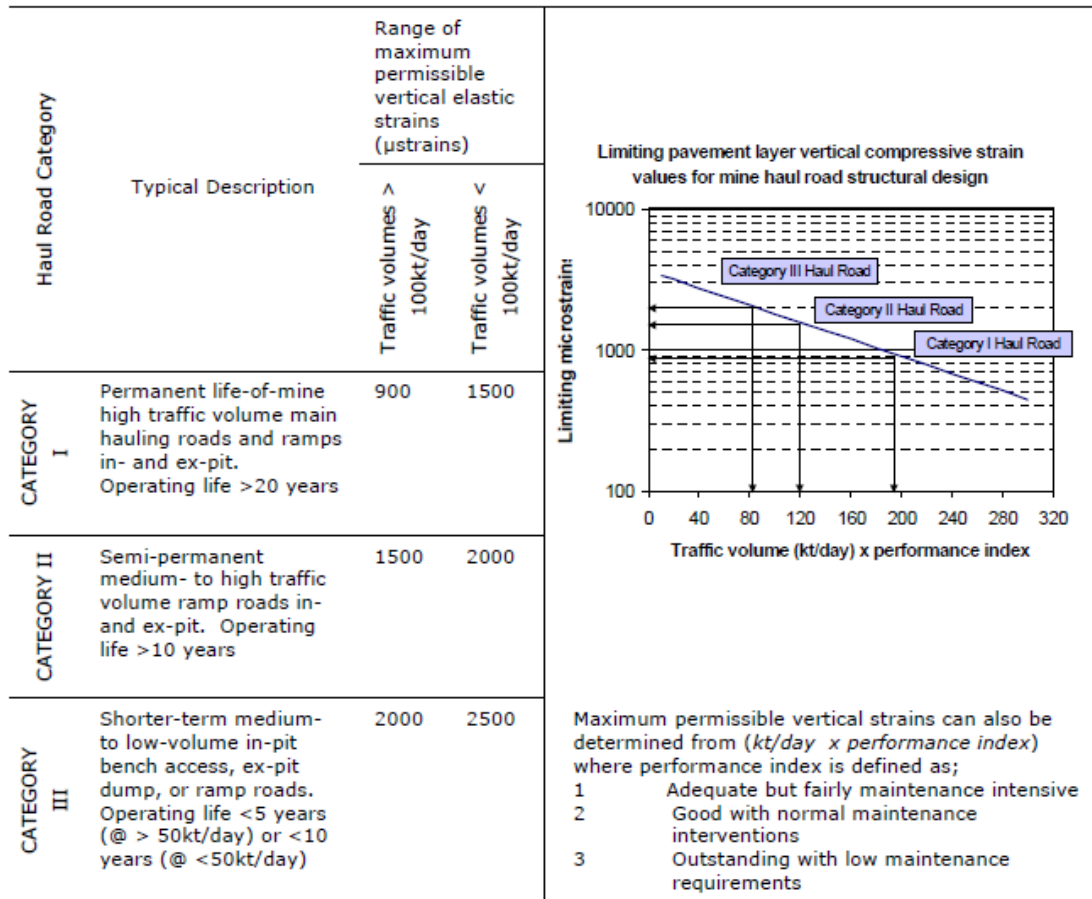 Haul Road Category
Typical Description
Range of
maximum
permissible
vertical elastic
strains
(µstrains)
Traffic volumes >
100kt/day
Traffic volumes <
100kt/day
CATEGORY
I
Permanent life-of-mine
high traffic volume main
hauling roads and ramps
in- and ex-pit.
Operating life >20 years
900
1500
CATEGORY II
Semi-permanent
medium- to high traffic
volume ramp roads in-
and ex-pit. Operating
life >10 years
1500
2000
CATEGORY
III
Shorter-term medium-
to low-volume in-pit
bench access, ex-pit
dump, or ramp roads.
Operating life <5 years
(@ > 50kt/day) or <10
years (@ <50kt/day)
2000
2500
Limiting pavement layer vertical compressive strain
values for mine haul road structural design
Limiting microstrains
10000
1000
100
Category III Haul Road
Category II Haul Road
Category I Haul Road
0 40 80 120 160 200 240 280 320
Traffic volume (kt/day) x performance index
Maximum permissible vertical strains can also be
determined from (kt/day x performance index)
where performance index is defined as;
1 Adequate but fairly maintenance intensive
2 Good with normal maintenance
interventions
3 Outstanding with low maintenance
requirements